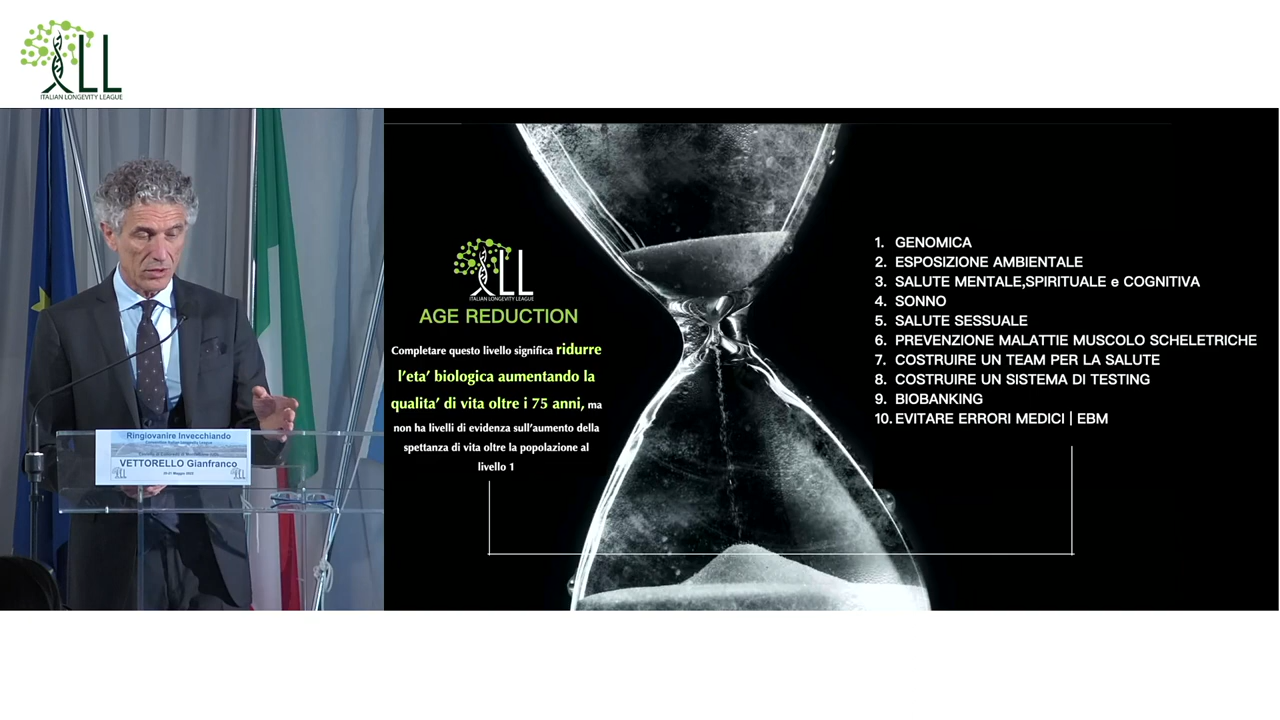 LL
ITALIAN LONGEVITY LEAGUE
Ringiovanire Invecchiando
VETTORELLO Gianfranco
LL
ITALIAN LONGEVITY LEAGUE
AGE REDUCTION
Completare questo livello significa ridurre
l'eta' biologica aumentando la
qualita' di vita oltre i 75 anni, ma
non ha livelli di evidenza sull'aumento della
spettanza di vita oltre la popolazione al
livello 1
1. GENOMICA
2. ESPOSIZIONE AMBIENTALE
3. SALUTE MENTALE,SPIRITUALE e COGNITIVA
4. SONNO
5. SALUTE SESSUALE
6. PREVENZIONE MALATTIE MUSCOLO SCHELETRICHE
7. COSTRUIRE UN TEAM PER LA SALUTE
8. COSTRUIRE UN SISTEMA DI TESTING
9. BIOBANKING
10. EVITARE ERRORI MEDICI | EBM